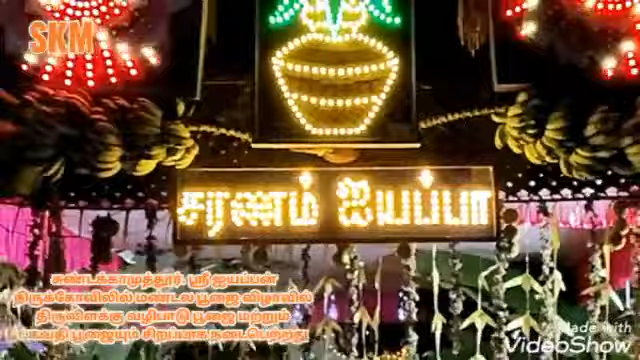 SKM
சரணம் ஐயப்பா
சுண்டக்காமுத்தூர் ஸ்ரீ ஐயப்பன்
திருக்கோவிலில் மண்டல பூஜை விழாவில்
திருவிளக்கு வழிபாடு பூஜை மற்றும்
பகவதி பூஜையும் சிறப்பாக நடைபெற்றது
Made with
VideoShow